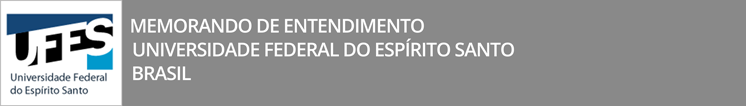 UFES
Universidade Federal
do Espírito Santo
MEMORANDO DE ENTENDIMENTO
UNIVERSIDADE FEDERAL DO ESPÍRITO SANTO
BRASIL